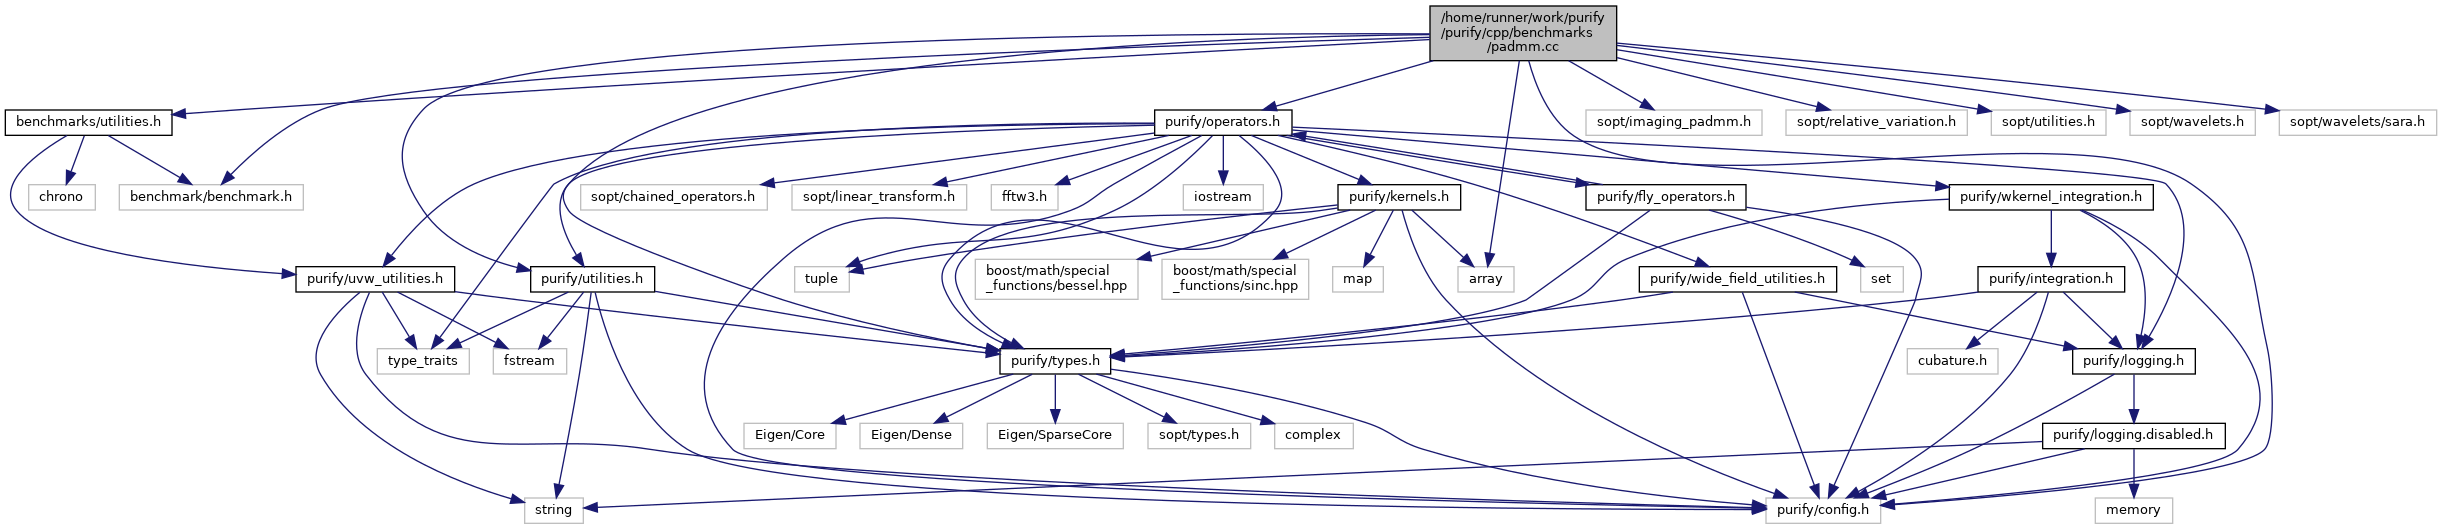 /home/runner/work/purify
/purify/cpp/benchmarks
/padmm.cc
benchmarks/utilities.h
purify/operators.h
sopt/imaging_padmm.h
sopt/relative_variation.h
sopt/utilities.h
sopt/wavelets.h
sopt/wavelets/sara.h
chrono
benchmark/benchmark.h
sopt/chained_operators.h
sopt/linear_transform.h
fftw3.h
iostream
purify/kernels.h
purify/fly_operators.h
purify/wkernel_integration.h
purify/uvw_utilities.h
purify/utilities.h
tuple
boost/math/special
_functions/bessel.hpp
boost/math/special
_functions/sinc.hpp
map
array
purify/wide_field_utilities.h
set
purify/integration.h
type_traits
fstream
purify/types.h
cubature.h
purify/logging.h
Eigen/Core
Eigen/Dense
Eigen/SparseCore
sopt/types.h
complex
purify/logging.disabled.h
string
purify/config.h
memory